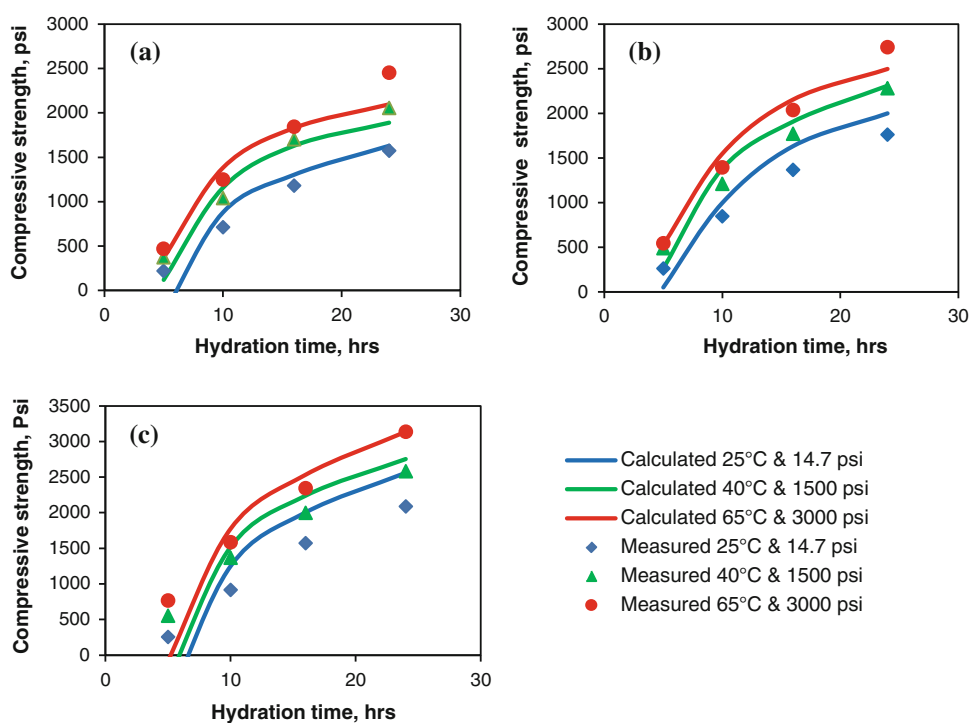 (a)
Compressive strength, psi
3000
2500
2000
1500
1000
500
0
0 10 20 30
Hydration time, hrs
(b)
Compressive strength, psi
3000
2500
2000
1500
1000
500
0
0 10 20 30
Hydration time, hrs
(c)
Compressive strength, Psi
3500
3000
2500
2000
1500
1000
500
0
0 10 20 30
Hydration time, hrs
Calculated 25°C & 14.7 psi
Calculated 40°C & 1500 psi
Calculated 65°C & 3000 psi
Measured 25°C & 14.7 psi
Measured 40°C & 1500 psi
Measured 65°C & 3000 psi